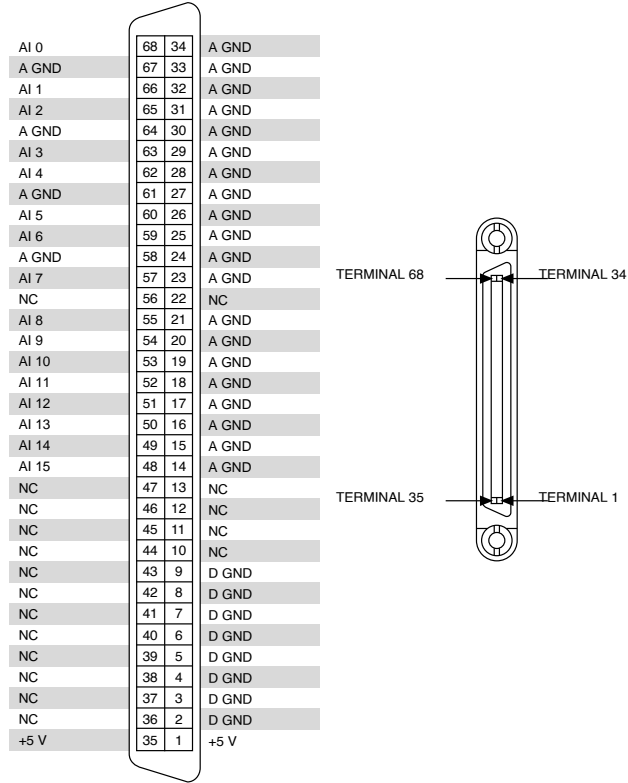 AI 0 68 34 A GND
A GND 67 33 A GND
AI 1 66 32 A GND
AI 2 65 31 A GND
A GND 64 30 A GND
AI 3 63 29 A GND
AI 4 62 28 A GND
A GND 61 27 A GND
AI 5 60 26 A GND
AI 6 59 25 A GND
A GND 58 24 A GND
AI 7 57 23 A GND
NC 56 22 NC
AI 8 55 21 A GND
AI 9 54 20 A GND
AI 10 53 19 A GND
AI 11 52 18 A GND
AI 12 51 17 A GND
AI 13 50 16 A GND
AI 14 49 15 A GND
AI 15 48 14 A GND
NC 47 13 NC
NC 46 12 NC
NC 45 11 NC
NC 44 10 NC
NC 43 9 D GND
NC 42 8 D GND
NC 41 7 D GND
NC 40 6 D GND
NC 39 5 D GND
NC 38 4 D GND
NC 37 3 D GND
NC 36 2 D GND
+5 V 35 1 +5 V
TERMINAL 68 TERMINAL 34
TERMINAL 35 TERMINAL 1